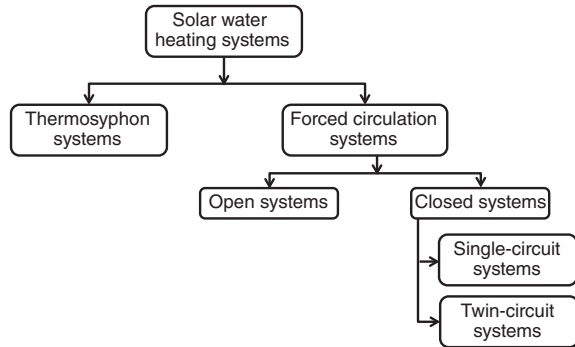 Solar water
heating systems
Thermosyphon
systems
Forced circulation
systems
Open systems
Closed systems
Single-circuit
systems
Twin-circuit
systems